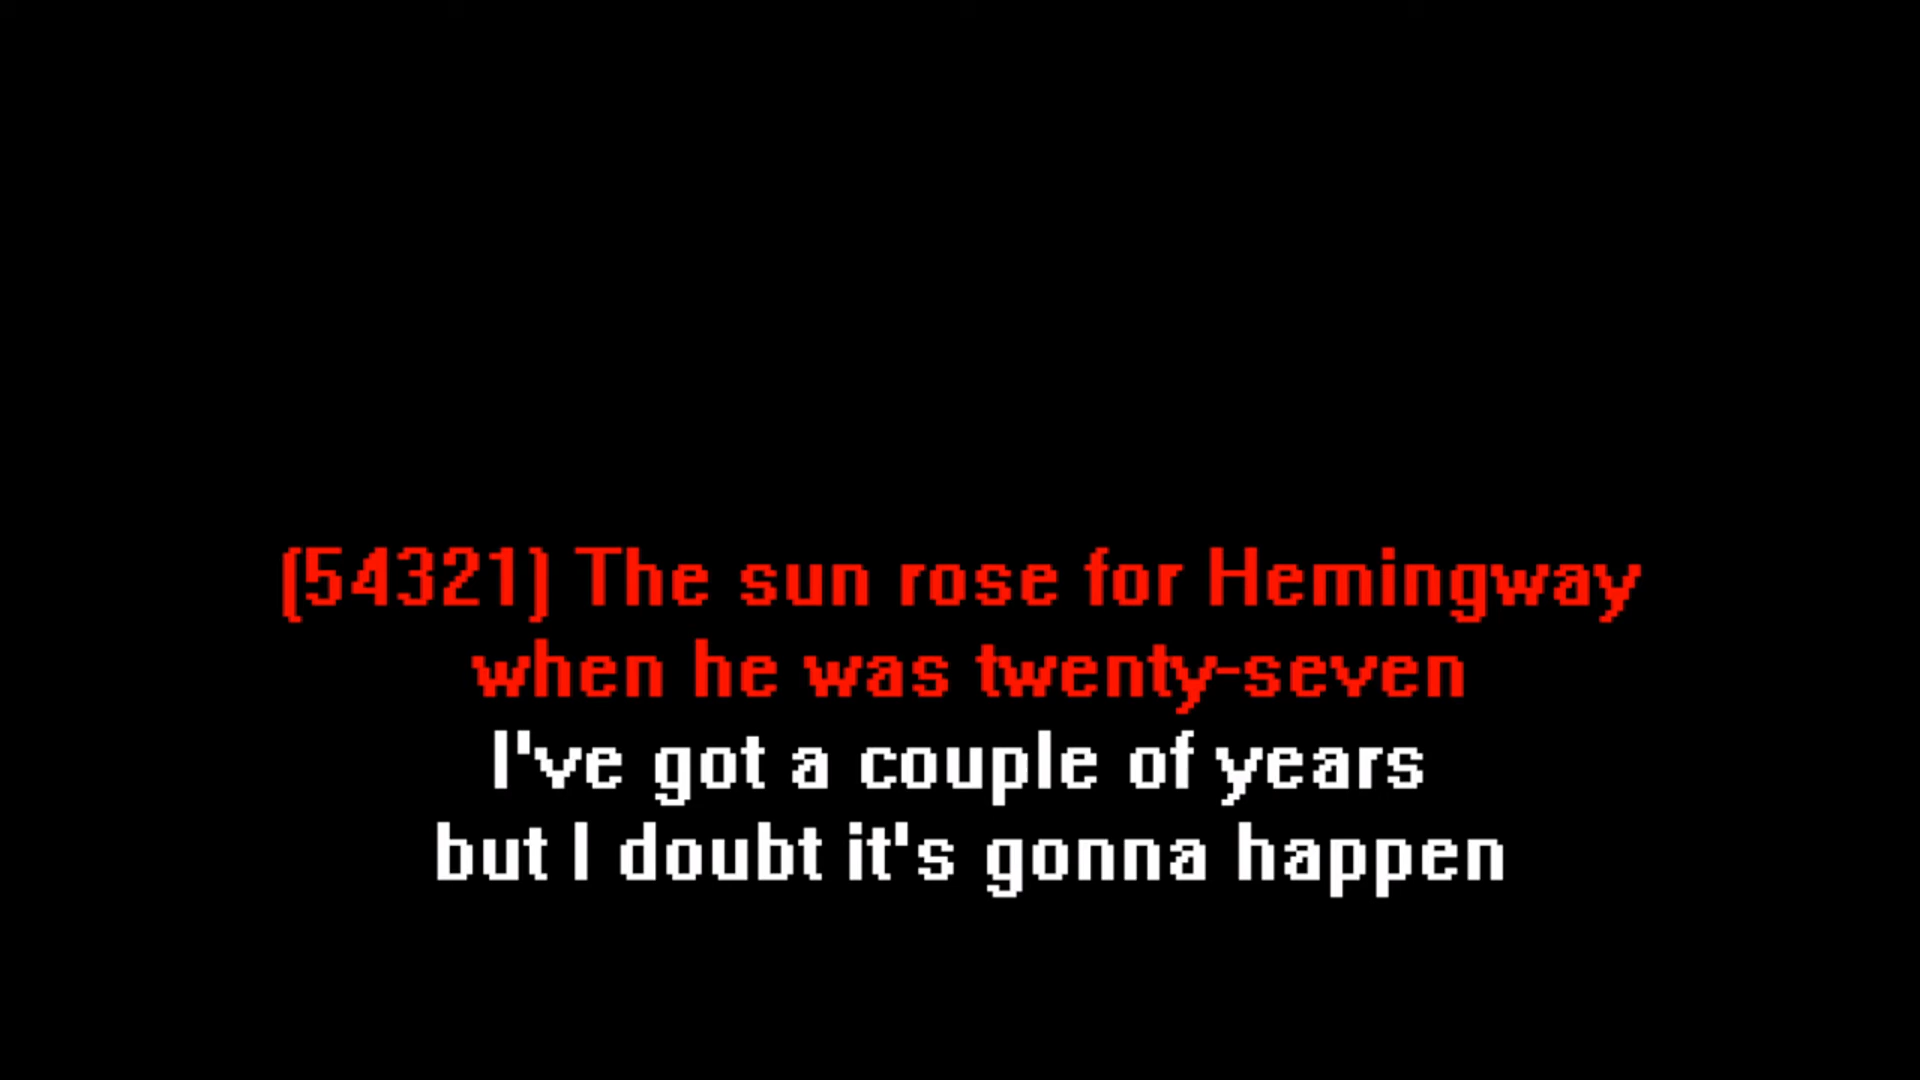 (54321) The sun rose for Hemingway
when he was twenty-seven
I've got a couple of years
but I doubt it's gonna happen